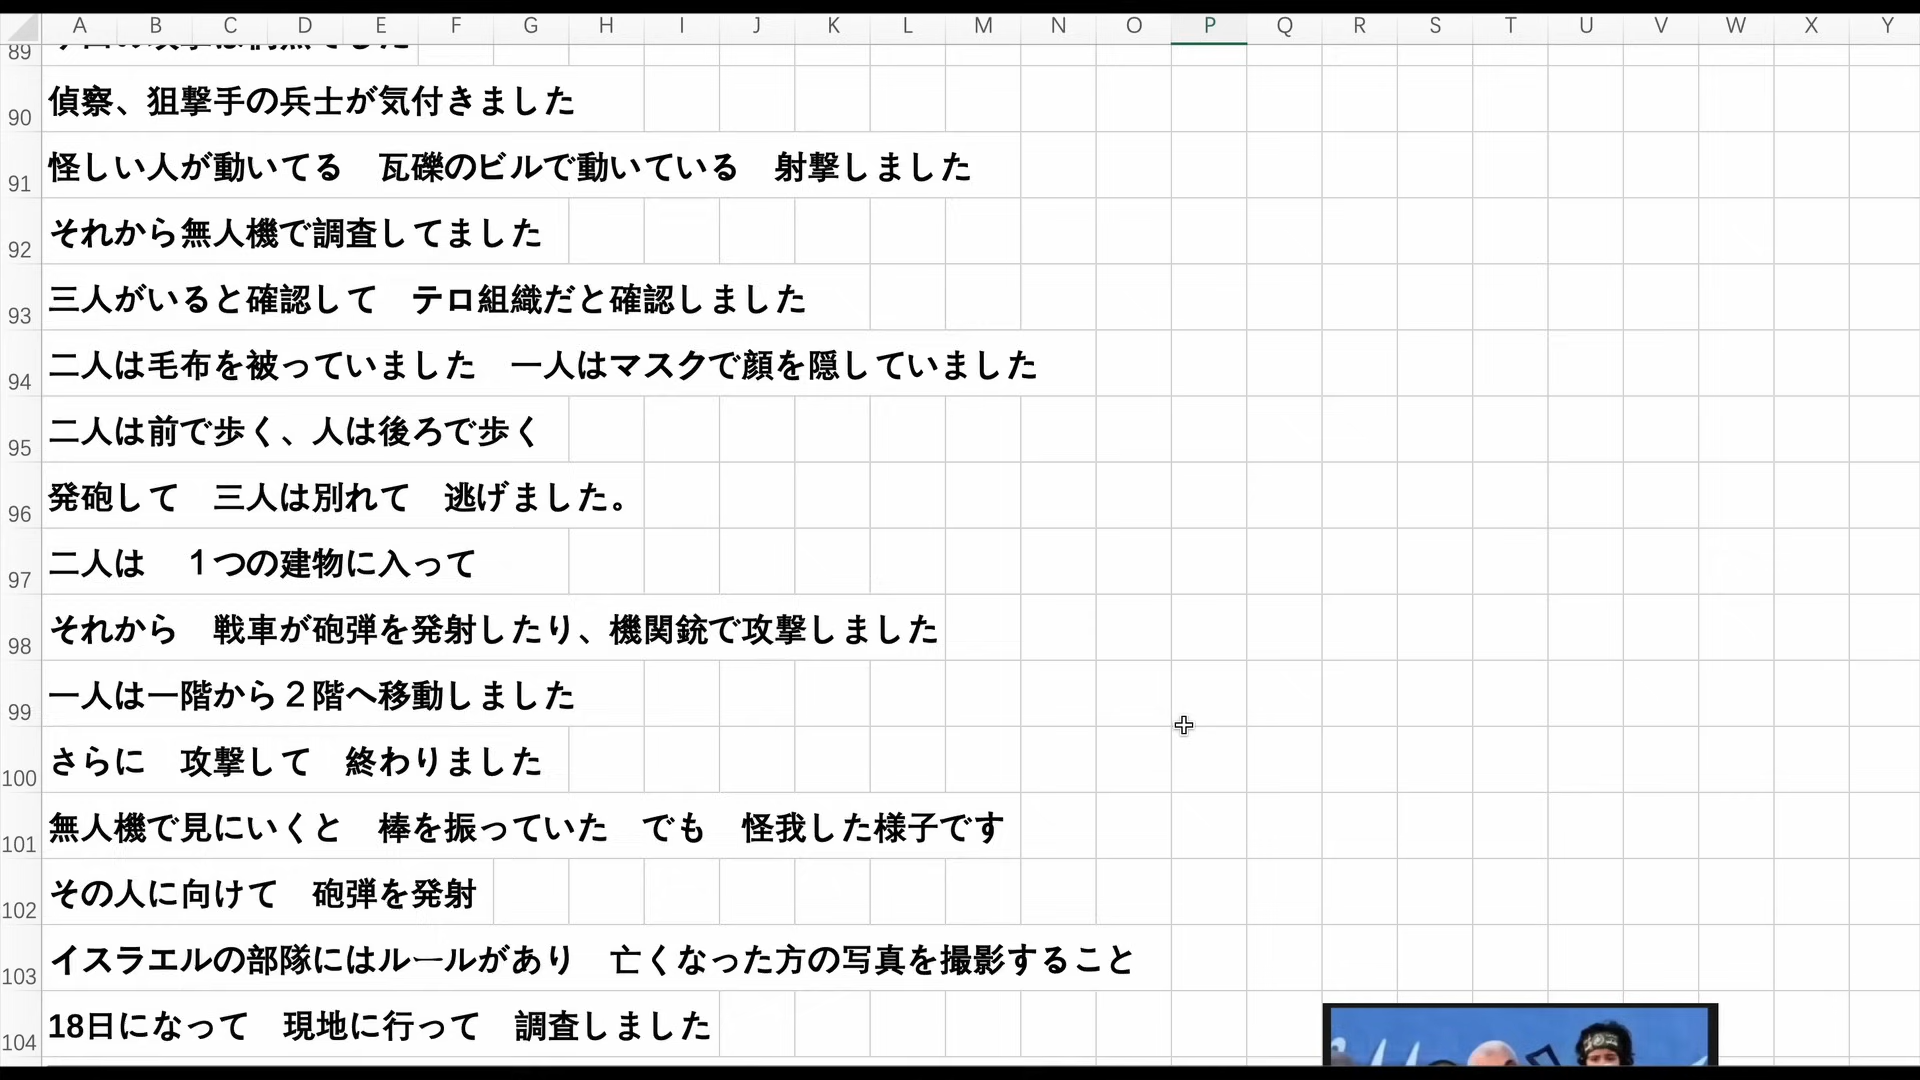 A B C D E F G H I J K L M N O P Q R S T U V W X Y
89
90 偵察、狙撃手の兵士が気付きました
91 怪しい人が動いてる　瓦礫のビルで動いている　射撃しました
92 それから無人機で調査してました
93 三人がいると確認して　テロ組織だと確認しました
94 二人は毛布を被っていました　一人はマスクで顔を隠していました
95 二人は前で歩く、人は後ろで歩く
96 発砲して　三人は別れて　逃げました。
97 二人は　１つの建物に入って
98 それから　戦車が砲弾を発射したり、機関銃で攻撃しました
99 一人は一階から２階へ移動しました
100 さらに　攻撃して　終わりました
101 無人機で見にいくと　棒を振っていた　でも　怪我した様子です
102 その人に向けて　砲弾を発射
103 イスラエルの部隊にはルールがあり　亡くなった方の写真を撮影すること
104 18日になって　現地に行って　調査しました